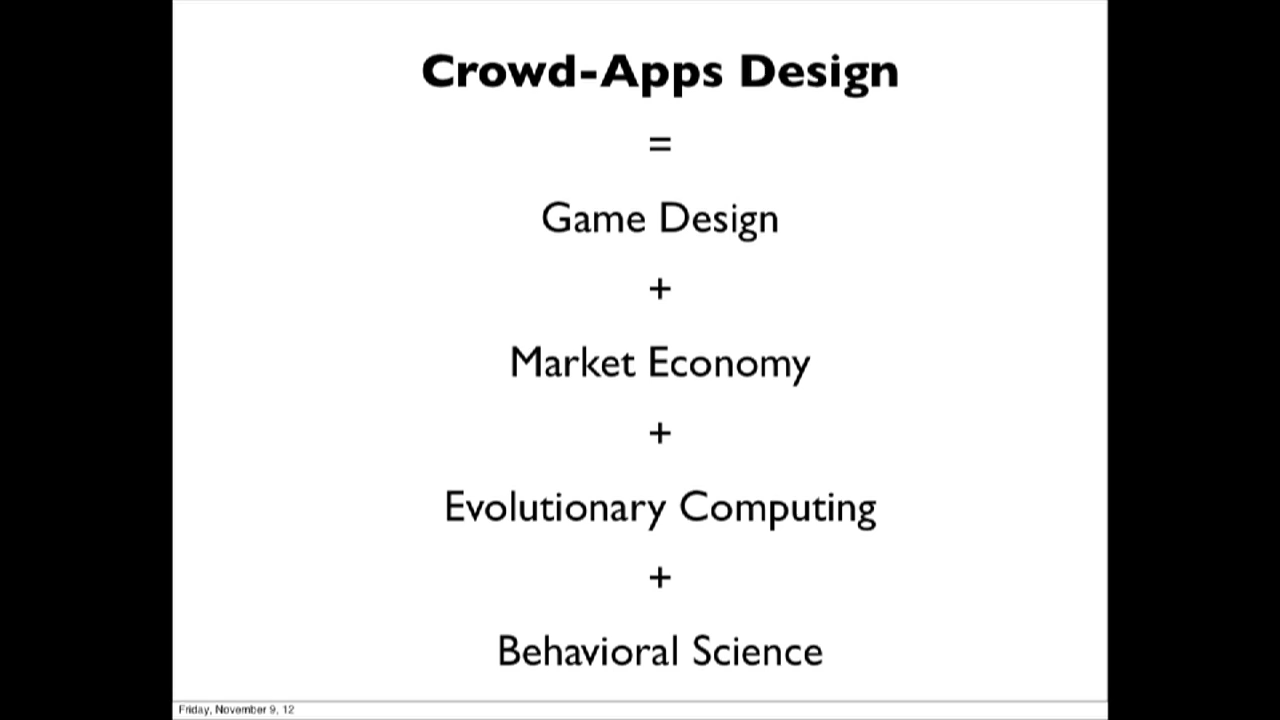 Crowd-Apps Design
=
Game Design
+
Market Economy
+
Evolutionary Computing
+
Behavioral Science
Friday, November 9, 12